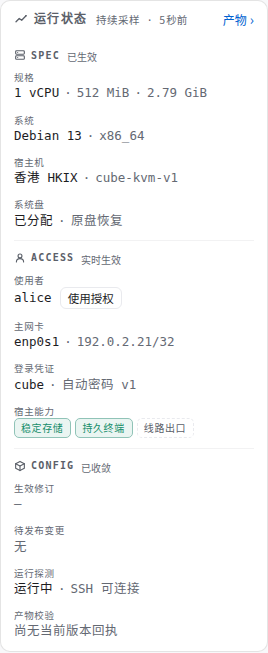 运行状态 持续采样 · 5秒前 产物 ›
SPEC 已生效
规格
1 vCPU · 512 MiB · 2.79 GiB
系统
Debian 13 · x86_64
宿主机
香港 HKIX · cube-kvm-v1
系统盘
已分配 · 原盘恢复
ACCESS 实时生效
使用者
alice 使用授权
主网卡
enp0s1 · 192.0.2.21/32
登录凭证
cube · 自动密码 v1
宿主能力
稳定存储 持久终端 线路出口
CONFIG 已收敛
生效修订
—
待发布变更
无
运行探测
运行中 · SSH 可连接
产物校验
尚无当前版本回执